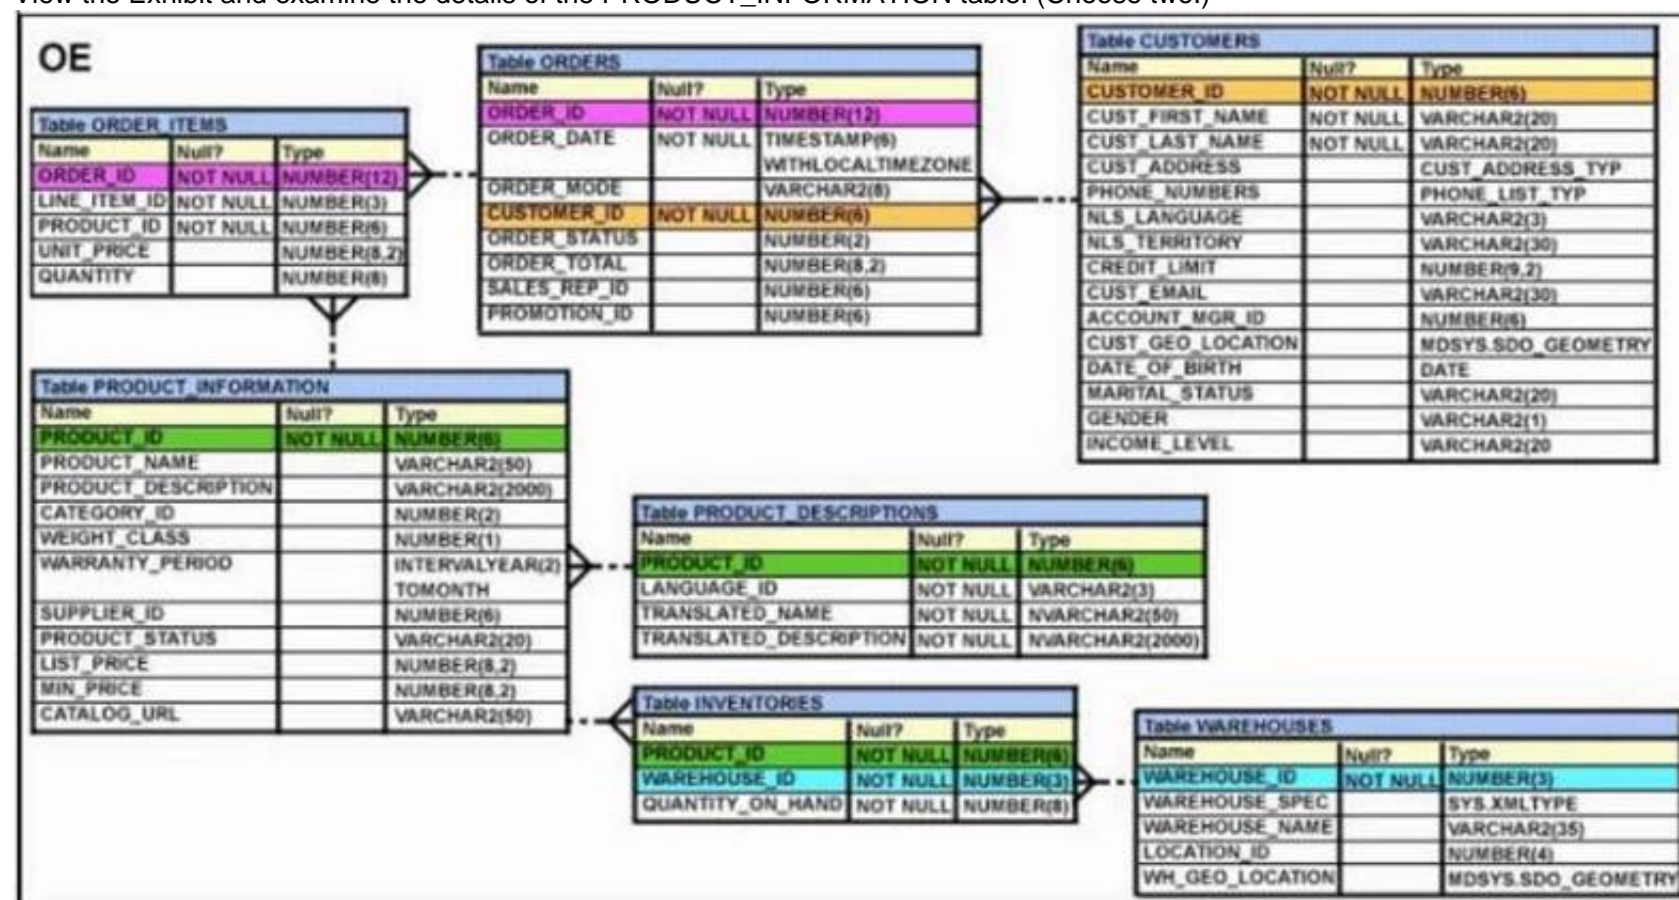 View the Exhibit and examine the details of the PRODUCT_INFORMATION table. (Choose two.)
OE
Table ORDER_ITEMS
Name Null? Type
ORDER_ID NOT NULL NUMBER(12)
LINE_ITEM_ID NOT NULL NUMBER(3)
PRODUCT_ID NOT NULL NUMBER(6)
UNIT_PRICE NUMBER(8,2)
QUANTITY NUMBER(8)
Table ORDERS
Name Null? Type
ORDER_ID NOT NULL NUMBER(12)
ORDER_DATE NOT NULL TIMESTAMP(6)
WITHLOCALTIMEZONE
ORDER_MODE VARCHAR2(8)
CUSTOMER_ID NOT NULL NUMBER(6)
ORDER_STATUS NUMBER(2)
ORDER_TOTAL NUMBER(8,2)
SALES_REP_ID NUMBER(6)
PROMOTION_ID NUMBER(6)
Table CUSTOMERS
Name Null? Type
CUSTOMER_ID NOT NULL NUMBER(6)
CUST_FIRST_NAME NOT NULL VARCHAR2(20)
CUST_LAST_NAME NOT NULL VARCHAR2(20)
CUST_ADDRESS CUST_ADDRESS_TYP
PHONE_NUMBERS PHONE_LIST_TYP
NLS_LANGUAGE VARCHAR2(3)
NLS_TERRITORY VARCHAR2(30)
CREDIT_LIMIT NUMBER(9,2)
CUST_EMAIL VARCHAR2(30)
ACCOUNT_MGR_ID NUMBER(6)
CUST_GEO_LOCATION MDSYS.SDO_GEOMETRY
DATE_OF_BIRTH DATE
MARITAL_STATUS VARCHAR2(20)
GENDER VARCHAR2(1)
INCOME_LEVEL VARCHAR2(20
Table PRODUCT_INFORMATION
Name Null? Type
PRODUCT_ID NOT NULL NUMBER(6)
PRODUCT_NAME VARCHAR2(50)
PRODUCT_DESCRIPTION VARCHAR2(2000)
CATEGORY_ID NUMBER(2)
WEIGHT_CLASS NUMBER(1)
WARRANTY_PERIOD INTERVALYEAR(2)
TOMONTH
SUPPLIER_ID NUMBER(6)
PRODUCT_STATUS VARCHAR2(20)
LIST_PRICE NUMBER(8,2)
MIN_PRICE NUMBER(8,2)
CATALOG_URL VARCHAR2(50)
Table PRODUCT_DESCRIPTIONS
Name Null? Type
PRODUCT_ID NOT NULL NUMBER(6)
LANGUAGE_ID NOT NULL VARCHAR2(3)
TRANSLATED_NAME NOT NULL NVARCHAR2(50)
TRANSLATED_DESCRIPTION NOT NULL NVARCHAR2(2000)
Table INVENTORIES
Name Null? Type
PRODUCT_ID NOT NULL NUMBER(6)
WAREHOUSE_ID NOT NULL NUMBER(3)
QUANTITY_ON_HAND NOT NULL NUMBER(8)
Table WAREHOUSES
Name Null? Type
WAREHOUSE_ID NOT NULL NUMBER(3)
WAREHOUSE_SPEC SYS.XMLTYPE
WAREHOUSE_NAME VARCHAR2(35)
LOCATION_ID NUMBER(4)
WH_GEO_LOCATION MDSYS.SDO_GEOMETRY